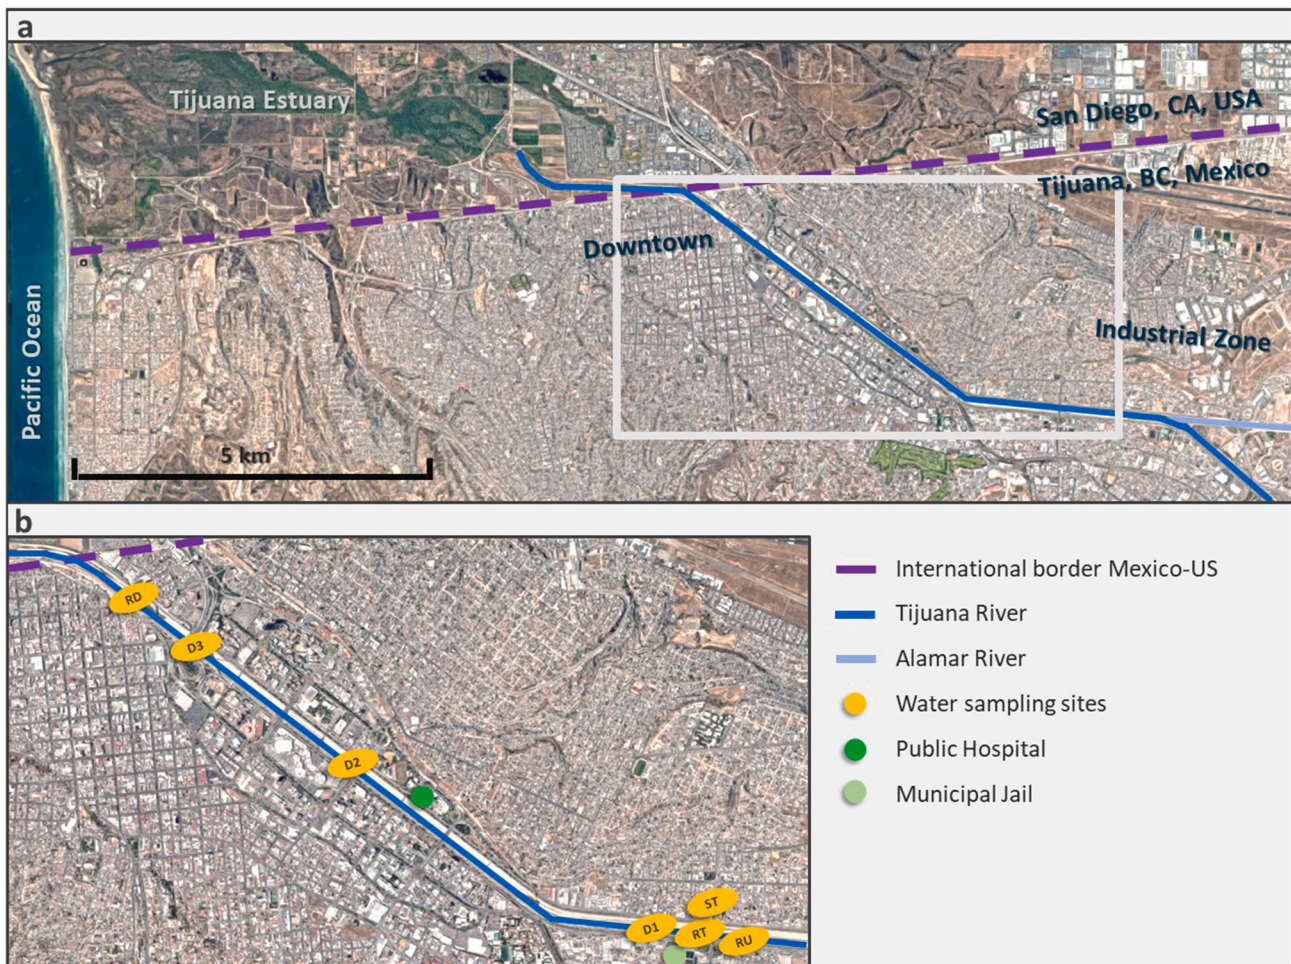 a
Tijuana Estuary
San Diego, CA, USA
Tijuana, BC, Mexico
Downtown
Pacific Ocean
Industrial Zone
5 km
b
RD
D3
D2
ST
D1
RT
RU
International border Mexico-US
Tijuana River
Alamar River
Water sampling sites
Public Hospital
Municipal Jail